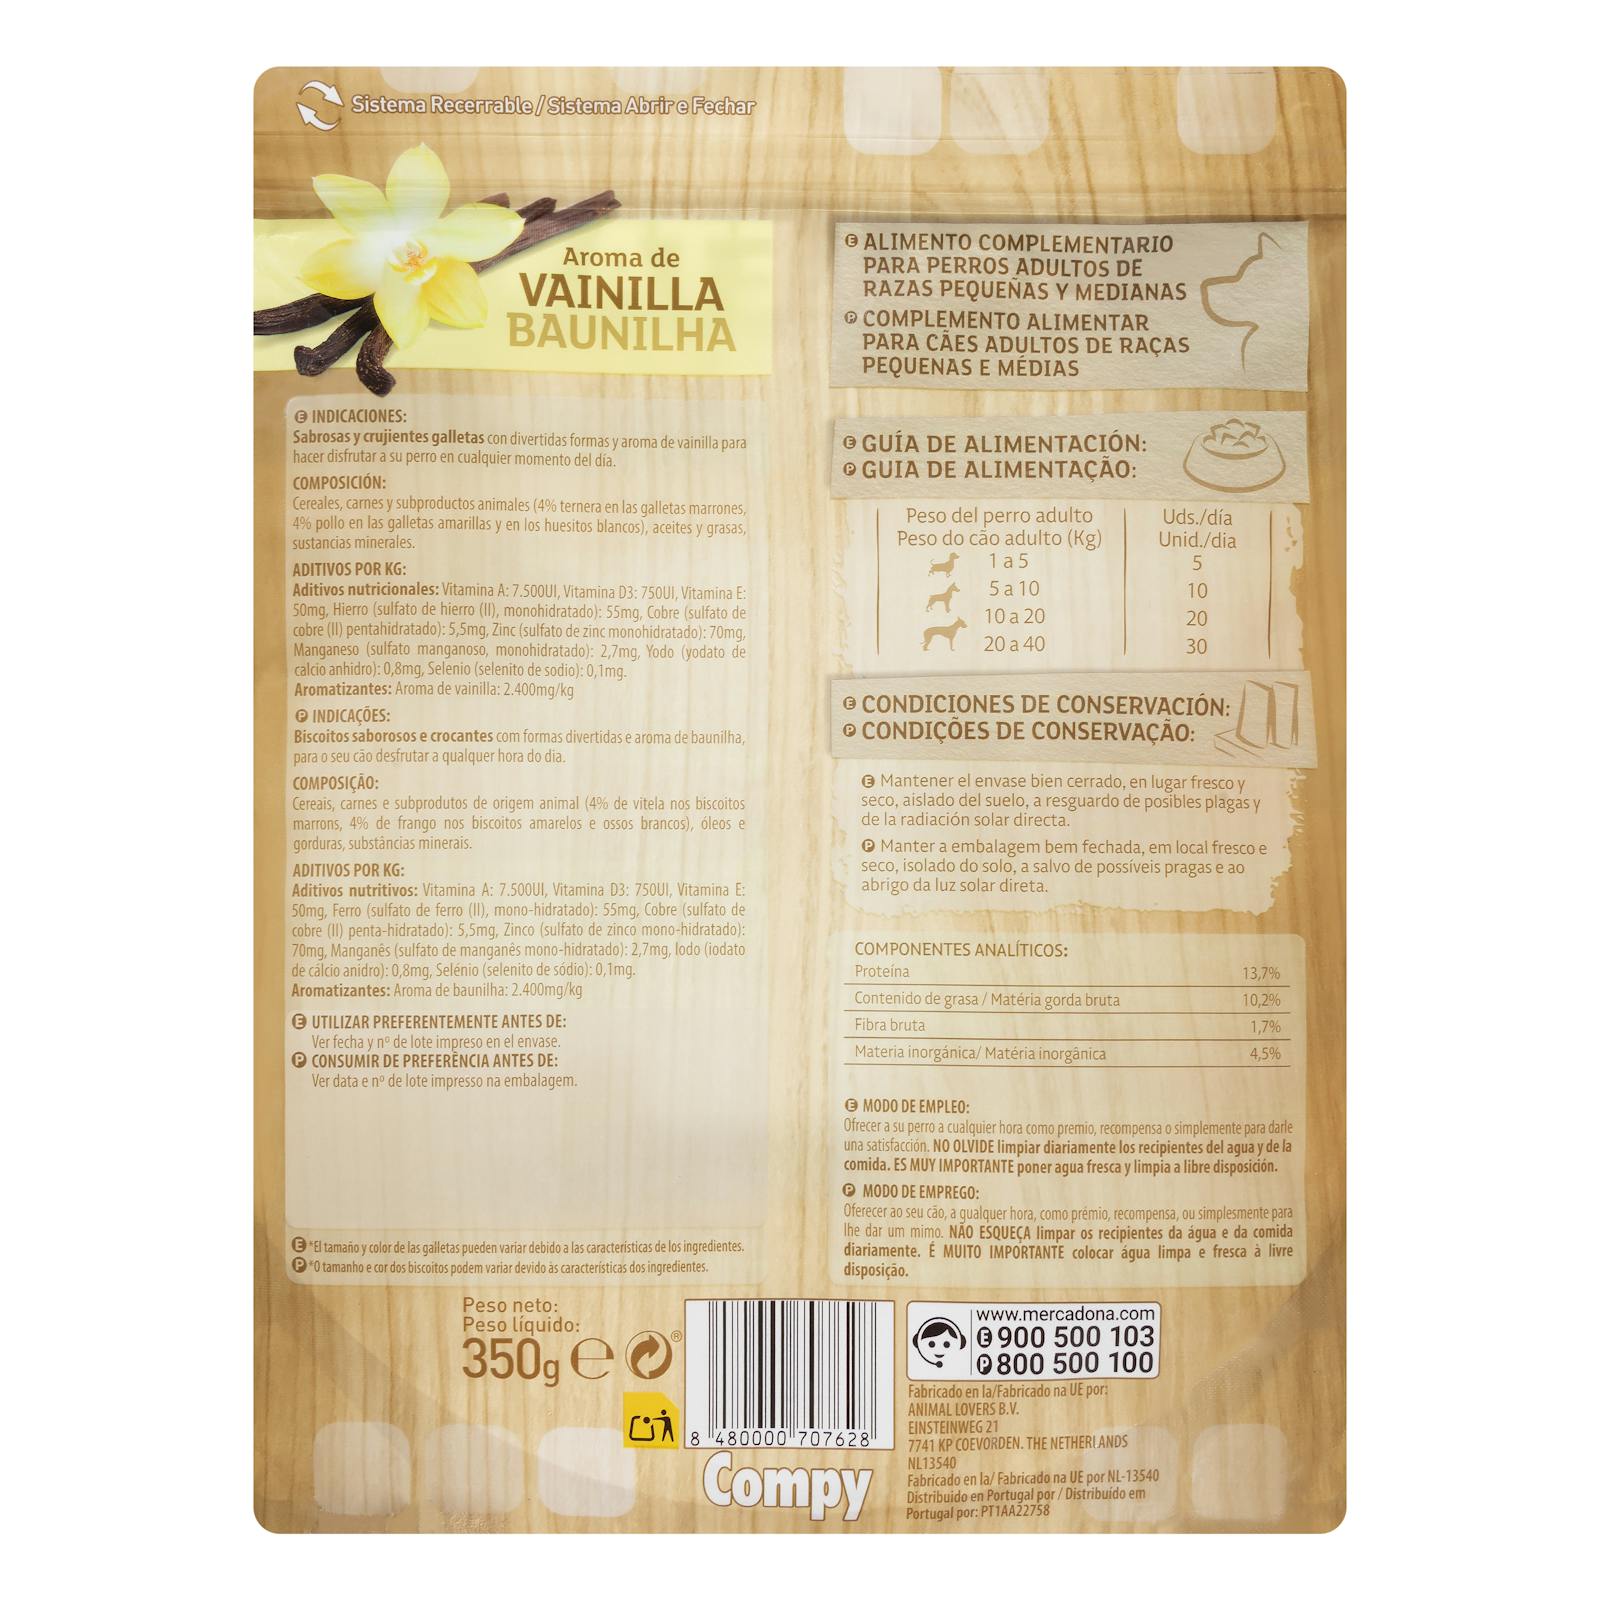 Sistema Recerrable / Sistema Abrir e Fechar
Aroma de
VAINILLA
BAUNILHA
E INDICACIONES:
Sabrosas y crujientes galletas con divertidas formas y aroma de vainilla para
hacer disfrutar a su perro en cualquier momento del día.
COMPOSICIÓN:
Cereales, carnes y subproductos animales (4% ternera en las galletas marrones,
4% pollo en las galletas amarillas y en los huesitos blancos), aceites y grasas,
sustancias minerales.
ADITIVOS POR KG:
Aditivos nutricionales: Vitamina A: 7.500UI, Vitamina D3: 750UI, Vitamina E:
50mg, Hierro (sulfato de hierro (II), monohidratado): 55mg, Cobre (sulfato de
cobre (II) pentahidratado): 5,5mg, Zinc (sulfato de zinc monohidratado): 70mg,
Manganeso (sulfato manganoso, monohidratado): 2,7mg, Yodo (yodato de
calcio anhidro): 0,8mg, Selenio (selenito de sodio): 0,1mg.
Aromatizantes: Aroma de vainilla: 2.400mg/kg
P INDICAÇÕES:
Biscoitos saborosos e crocantes com formas divertidas e aroma de baunilha,
para o seu cão desfrutar a qualquer hora do dia.
COMPOSIÇÃO:
Cereais, carnes e subprodutos de origem animal (4% de vitela nos biscoitos
marrons, 4% de frango nos biscoitos amarelos e ossos brancos), óleos e
gorduras, substâncias minerais.
ADITIVOS POR KG:
Aditivos nutritivos: Vitamina A: 7.500UI, Vitamina D3: 750UI, Vitamina E:
50mg, Ferro (sulfato de ferro (II), mono-hidratado): 55mg, Cobre (sulfato de
cobre (II) penta-hidratado): 5,5mg, Zinco (sulfato de zinco mono-hidratado):
70mg, Manganês (sulfato de manganês mono-hidratado): 2,7mg, Iodo (iodato
de cálcio anidro): 0,8mg, Selénio (selenito de sódio): 0,1mg.
Aromatizantes: Aroma de baunilha: 2.400mg/kg
E UTILIZAR PREFERENTEMENTE ANTES DE:
Ver fecha y nº de lote impreso en el envase.
P CONSUMIR DE PREFERÊNCIA ANTES DE:
Ver data e nº de lote impresso na embalagem.
E *El tamaño y color de las galletas pueden variar debido a las características de los ingredientes.
P *O tamanho e cor dos biscoitos podem variar devido às características dos ingredientes.
E ALIMENTO COMPLEMENTARIO
PARA PERROS ADULTOS DE
RAZAS PEQUEÑAS Y MEDIANAS
P COMPLEMENTO ALIMENTAR
PARA CÃES ADULTOS DE RAÇAS
PEQUENAS E MÉDIAS
E GUÍA DE ALIMENTACIÓN:
P GUIA DE ALIMENTAÇÃO:
Peso del perro adulto Uds./día
Peso do cão adulto (Kg) Unid./dia
1 a 5 5
5 a 10 10
10 a 20 20
20 a 40 30
E CONDICIONES DE CONSERVACIÓN:
P CONDIÇÕES DE CONSERVAÇÃO:
E Mantener el envase bien cerrado, en lugar fresco y
seco, aislado del suelo, a resguardo de posibles plagas y
de la radiación solar directa.
P Manter a embalagem bem fechada, em local fresco e
seco, isolado do solo, a salvo de possíveis pragas e ao
abrigo da luz solar direta.
COMPONENTES ANALÍTICOS:
Proteína 13,7%
Contenido de grasa / Matéria gorda bruta 10,2%
Fibra bruta 1,7%
Materia inorgánica/ Matéria inorgânica 4,5%
E MODO DE EMPLEO:
Ofrecer a su perro a cualquier hora como premio, recompensa o simplemente para darle
una satisfacción. NO OLVIDE limpiar diariamente los recipientes del agua y de la
comida. ES MUY IMPORTANTE poner agua fresca y limpia a libre disposición.
P MODO DE EMPREGO:
Oferecer ao seu cão, a qualquer hora, como prémio, recompensa, ou simplesmente para
lhe dar um mimo. NÃO ESQUEÇA limpar os recipientes da água e da comida
diariamente. É MUITO IMPORTANTE colocar água limpa e fresca à livre
disposição.
Peso neto:
Peso líquido:
350g e ®
8 480000 707628
Compy
www.mercadona.com
E 900 500 103
P 800 500 100
Fabricado en la/Fabricado na UE por:
ANIMAL LOVERS B.V.
EINSTEINWEG 21
7741 KP COEVORDEN. THE NETHERLANDS
NL13540
Fabricado en la/ Fabricado na UE por NL-13540
Distribuido en Portugal por / Distribuído em
Portugal por: PT1AA22758